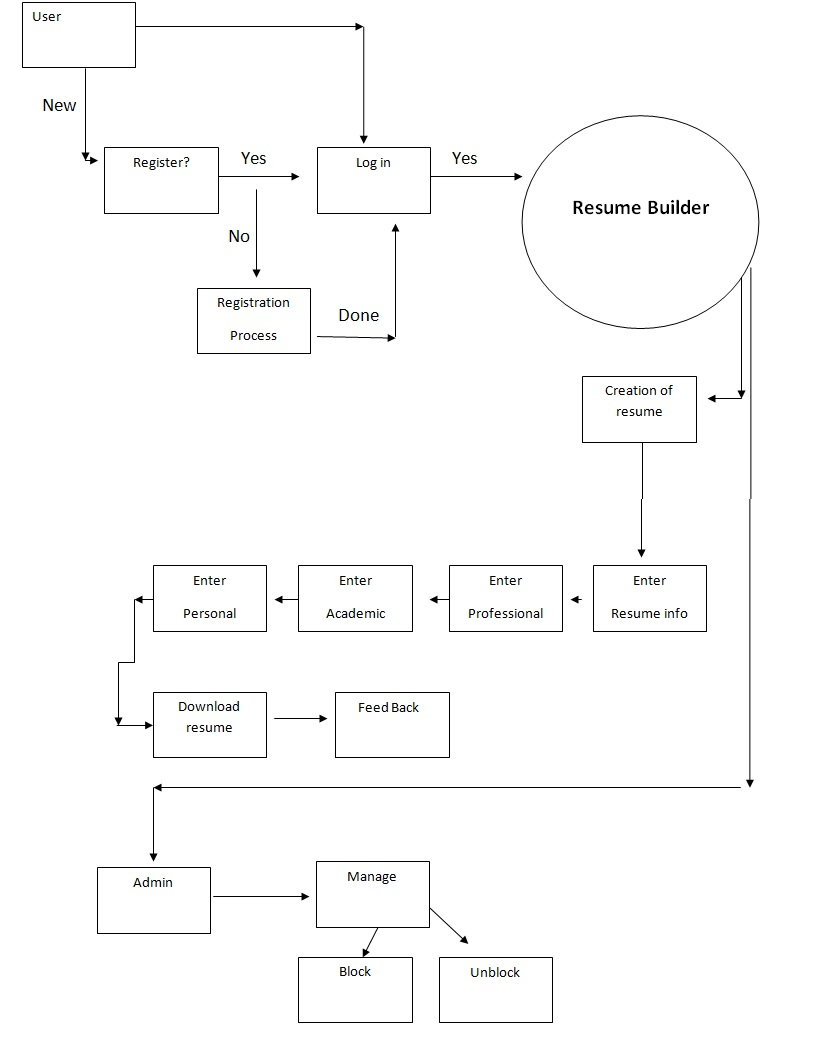 User
New
Register?
Yes
Log in
Yes
Resume Builder
No
Registration
Process
Done
Creation of
resume
Enter
Personal
Enter
Academic
Enter
Professional
Enter
Resume info
Download
resume
Feed Back
Admin
Manage
Block
Unblock